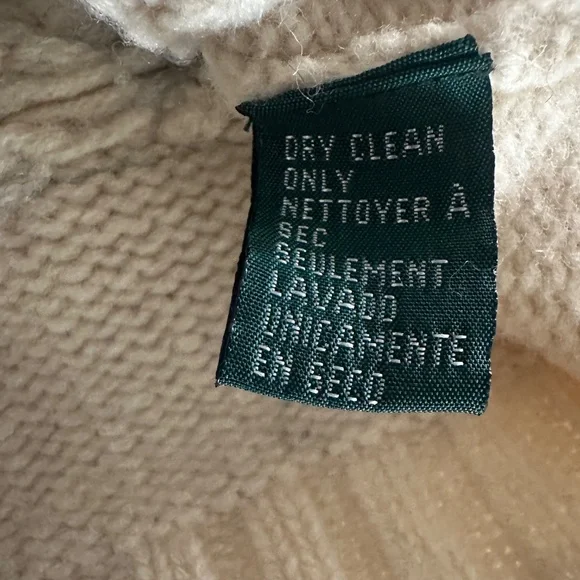 DRY CLEAN
ONLY
NETTOYER À
SEC
SEULEMENT
LAVADO
UNICAMENTE
EN SECO